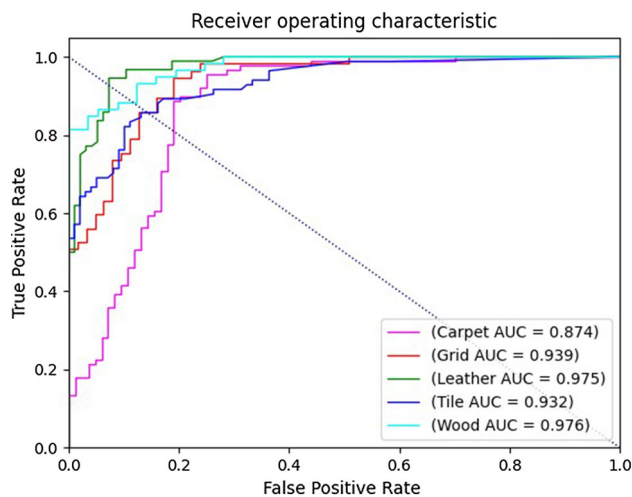 Receiver operating characteristic
1.0
0.8
0.6
0.4
0.2
0.0
True Positive Rate
(Carpet AUC = 0.874)
(Grid AUC = 0.939)
(Leather AUC = 0.975)
(Tile AUC = 0.932)
(Wood AUC = 0.976)
0.0 0.2 0.4 0.6 0.8 1.0
False Positive Rate